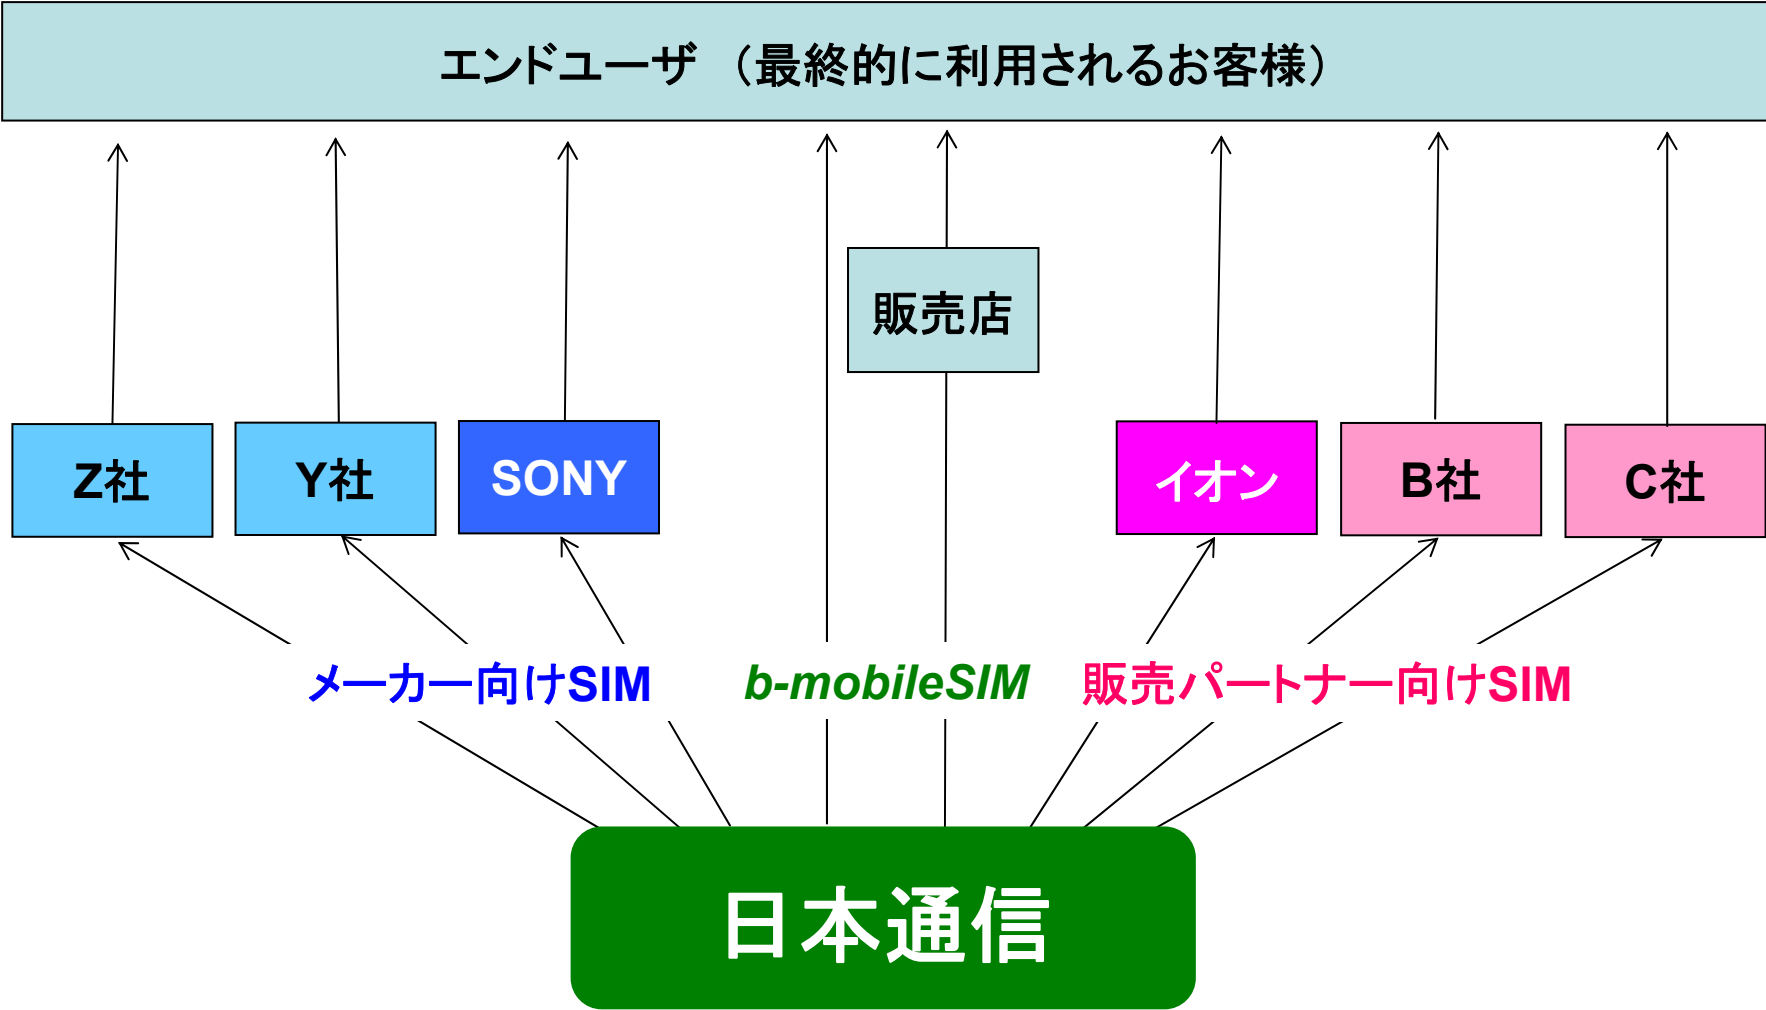 エンドユーザ （最終的に利用されるお客様）
販売店
Z社
Y社
SONY
イオン
B社
C社
メーカー向けSIM
b-mobileSIM
販売パートナー向けSIM
日本通信